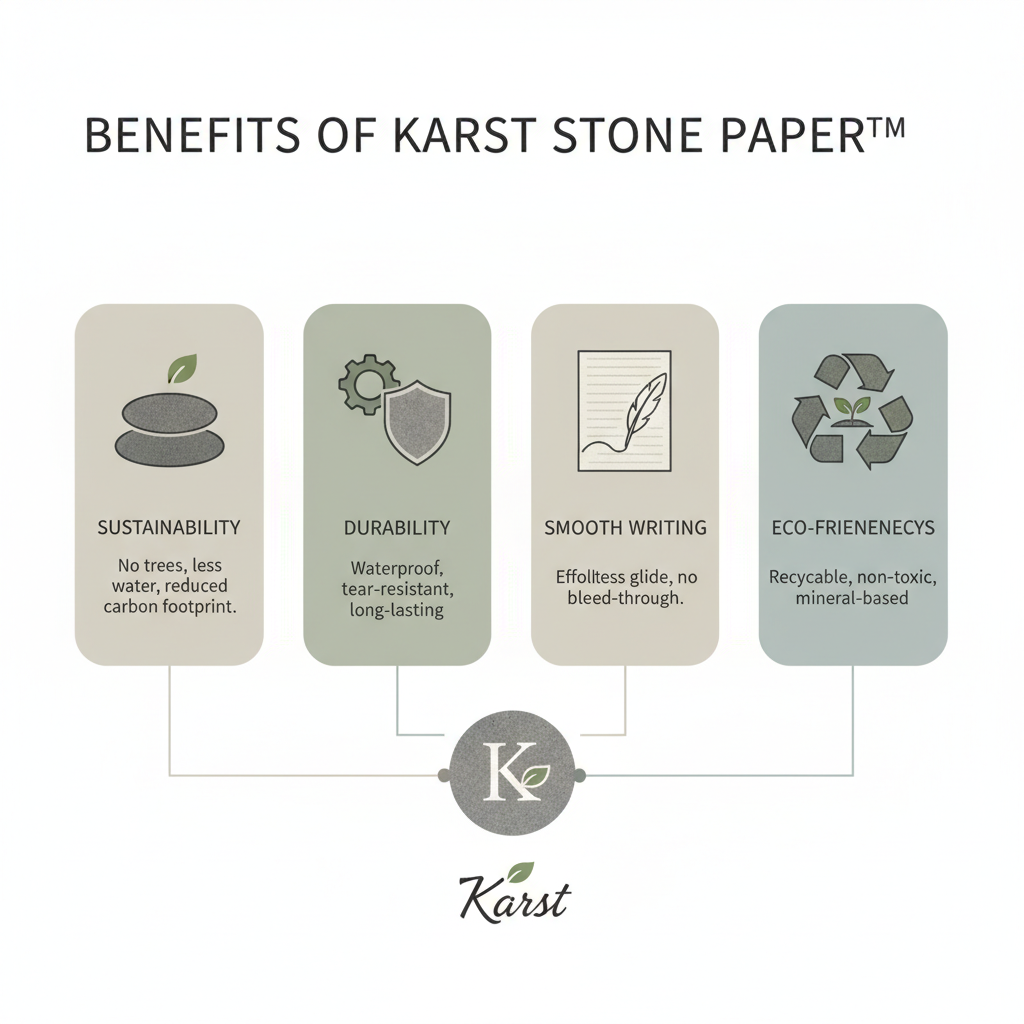 BENEFITS OF KARST STONE PAPER™
SUSTAINABILITY
No trees, less
water, reduced
carbon footprint.
DURABILITY
Waterproof,
tear-resistant,
long-lasting
SMOOTH WRITING
Effolltess glide, no
bleed-through.
ECO-FRIENENECYS
Recycable, non-toxic,
mineral-based
K
Karst